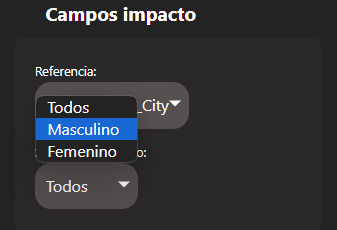 Campos impacto
Referencia:
_City
Todos
Masculino
Femenino
Todos